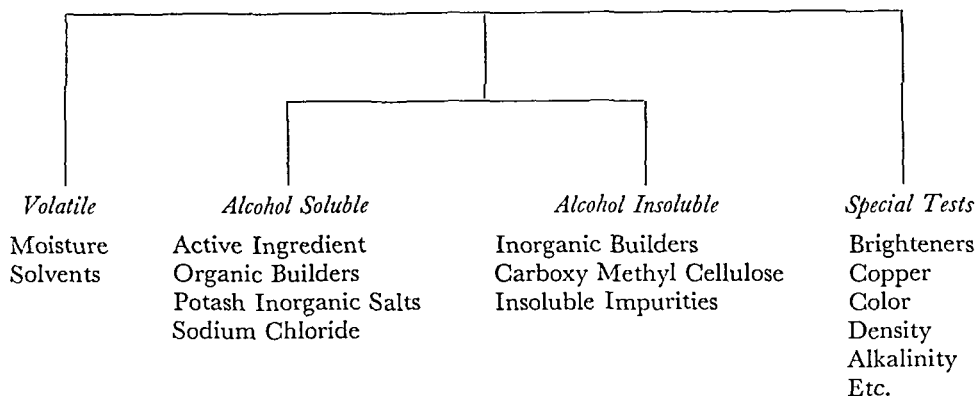 Volatile
Moisture
Solvents
Alcohol Soluble
Active Ingredient
Organic Builders
Potash Inorganic Salts
Sodium Chloride
Alcohol Insoluble
Inorganic Builders
Carboxy Methyl Cellulose
Insoluble Impurities
Special Tests
Brighteners
Copper
Color
Density
Alkalinity
Etc.